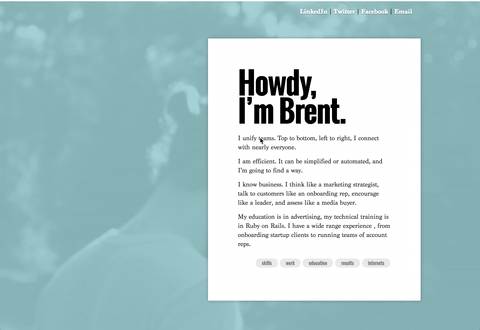 LinkedIn | Twitter | Facebook | Email
Howdy,
I'm Brent.
I unify teams. Top to bottom, left to right, I connect
with nearly everyone.
I am efficient. It can be simplified or automated, and
I'm going to find a way.
I know business. I think like a marketing strategist,
talk to customers like an onboarding rep, encourage
like a leader, and assess like a media buyer.
My education is in advertising, my technical training is
in Ruby on Rails. I have a wide range experience , from
onboarding startup clients to running teams of account
reps.
skills work education results interests